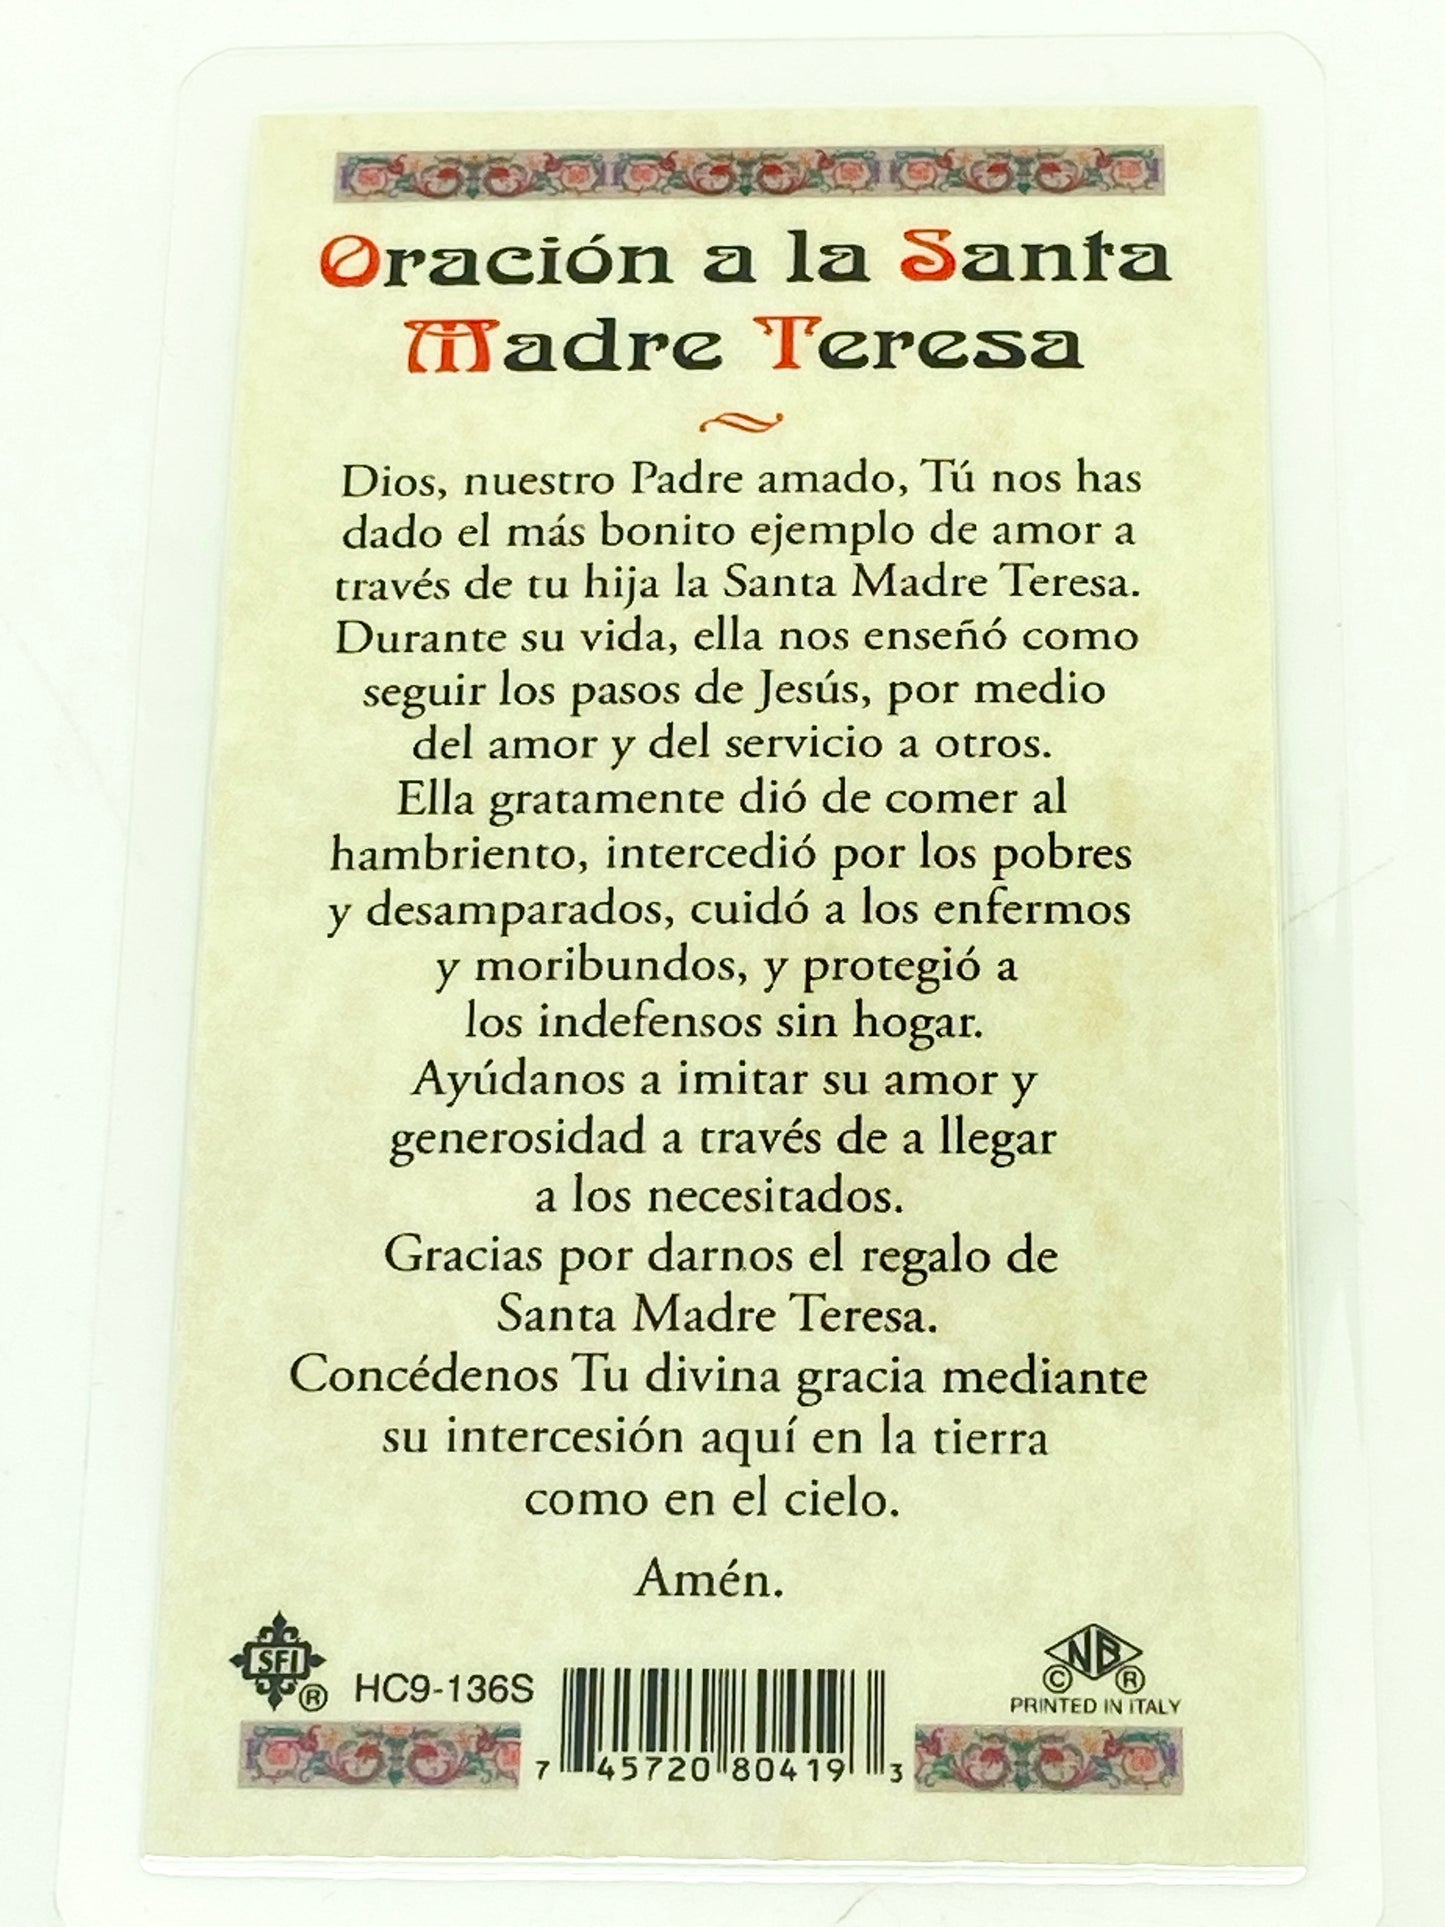 Oración a la Santa
Madre Teresa
Dios, nuestro Padre amado, Tú nos has
dado el más bonito ejemplo de amor a
través de tu hija la Santa Madre Teresa.
Durante su vida, ella nos enseñó como
seguir los pasos de Jesús, por medio
del amor y del servicio a otros.
Ella gratamente dió de comer al
hambriento, intercedió por los pobres
y desamparados, cuidó a los enfermos
y moribundos, y protegió a
los indefensos sin hogar.
Ayúdanos a imitar su amor y
generosidad a través de a llegar
a los necesitados.
Gracias por darnos el regalo de
Santa Madre Teresa.
Concédenos Tu divina gracia mediante
su intercesión aquí en la tierra
como en el cielo.
Amén.
SFI ® HC9-136S
NB
© ®
PRINTED IN ITALY
7 45720 80419 3